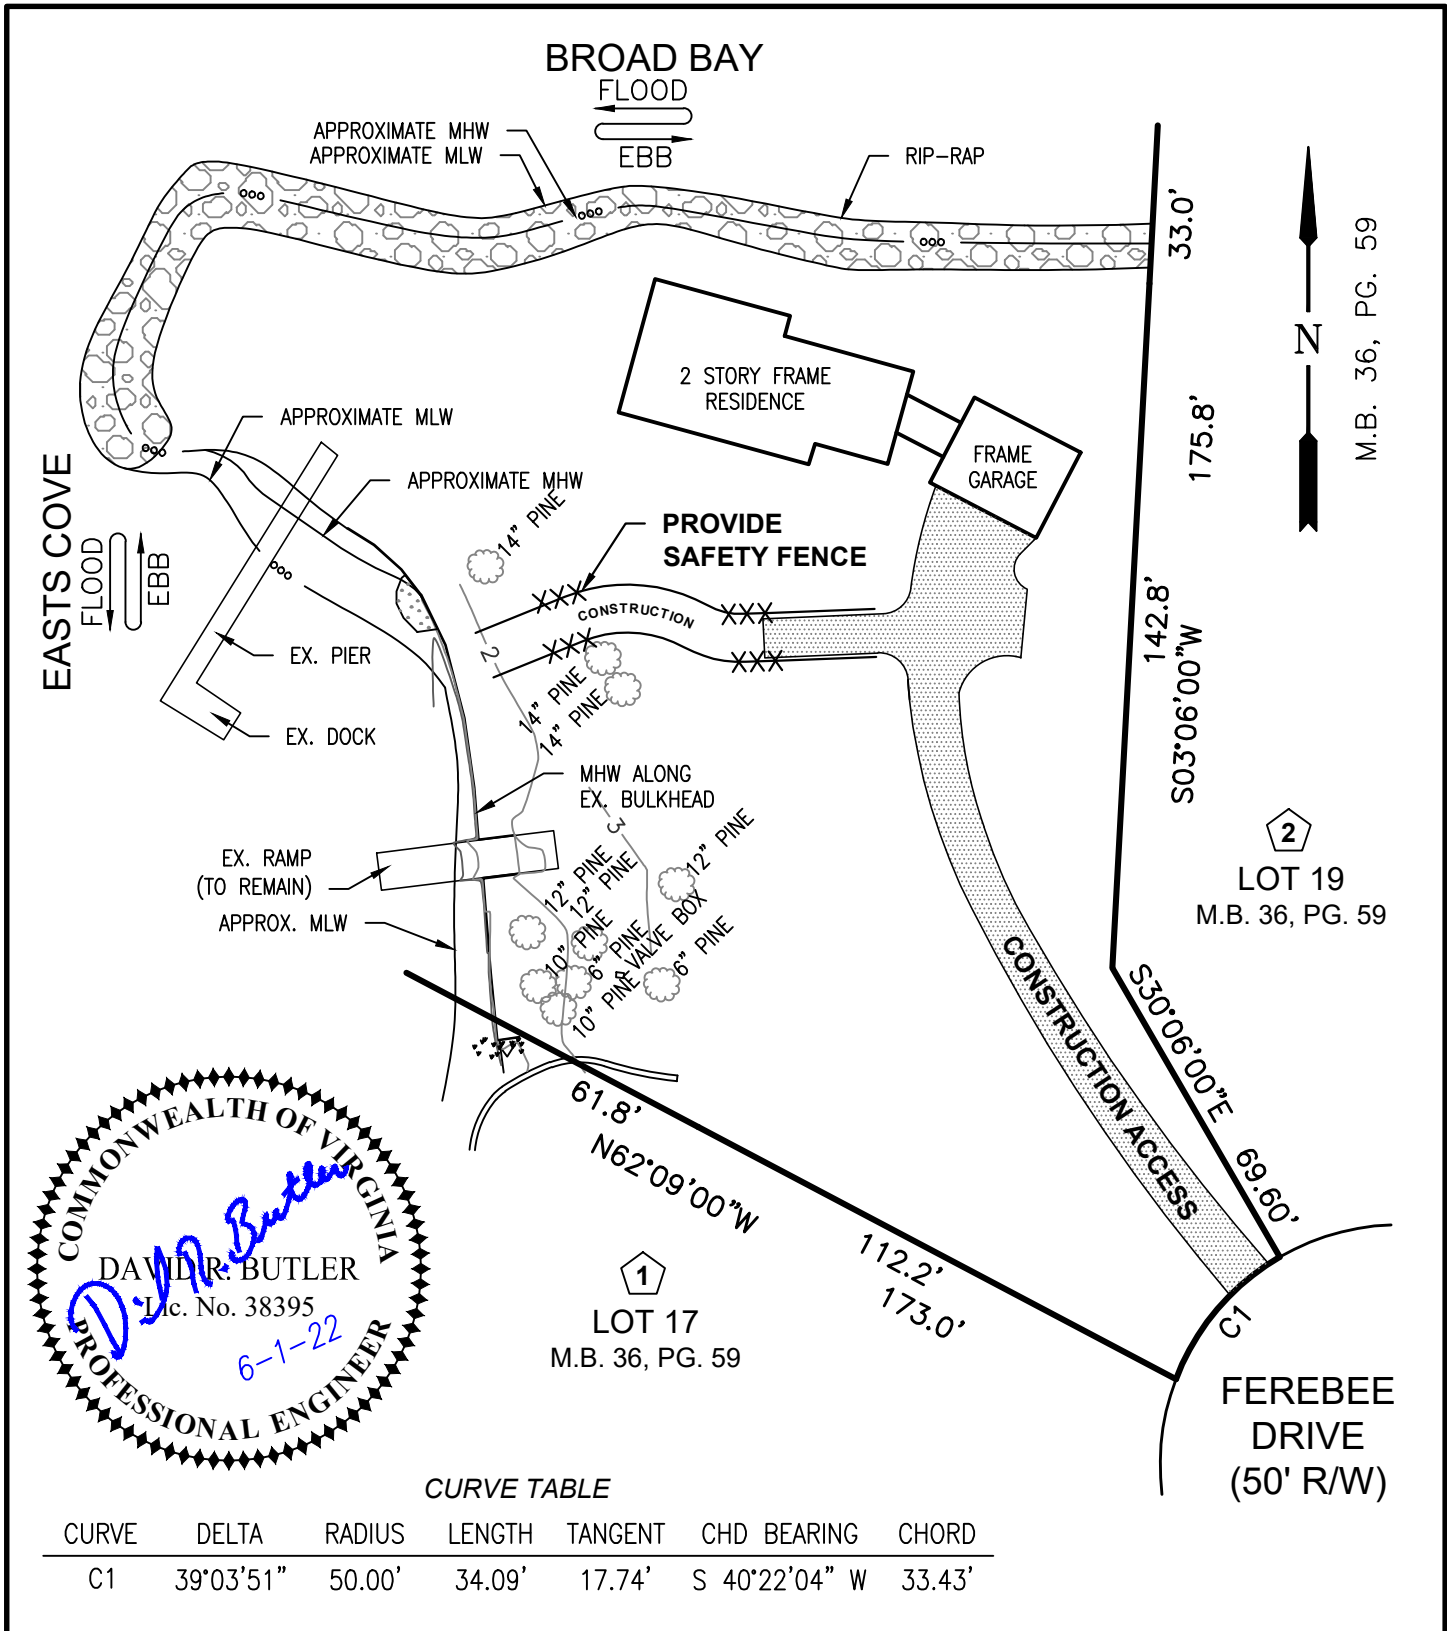 BROAD BAY
FLOOD
EBB
APPROXIMATE MHW
APPROXIMATE MLW
RIP-RAP
33.0'
N
M.B. 36, PG. 59
2 STORY FRAME
RESIDENCE
FRAME
GARAGE
175.8'
APPROXIMATE MLW
APPROXIMATE MHW
EASTS COVE
FLOOD
EBB
14" PINE
PROVIDE
SAFETY FENCE
CONSTRUCTION
2
142.8'
S03°06'00"W
EX. PIER
EX. DOCK
14" PINE
14" PINE
MHW ALONG
EX. BULKHEAD
3
EX. RAMP
(TO REMAIN)
APPROX. MLW
12" PINE
12" PINE
12" PINE
10" PINE
6" PINE
VALVE BOX
6" PINE
10" PINE
2
LOT 19
M.B. 36, PG. 59
CONSTRUCTION ACCESS
S30°06'00"E
69.60'
61.8'
N62°09'00"W
112.2'
173.0'
C1
1
LOT 17
M.B. 36, PG. 59
FEREBEE
DRIVE
(50' R/W)
COMMONWEALTH OF VIRGINIA
David R. Butler
DAVID R. BUTLER
Lic. No. 38395
6-1-22
PROFESSIONAL ENGINEER
CURVE TABLE
CURVE DELTA RADIUS LENGTH TANGENT CHD BEARING CHORD
C1 39°03'51" 50.00' 34.09' 17.74' S 40°22'04" W 33.43'